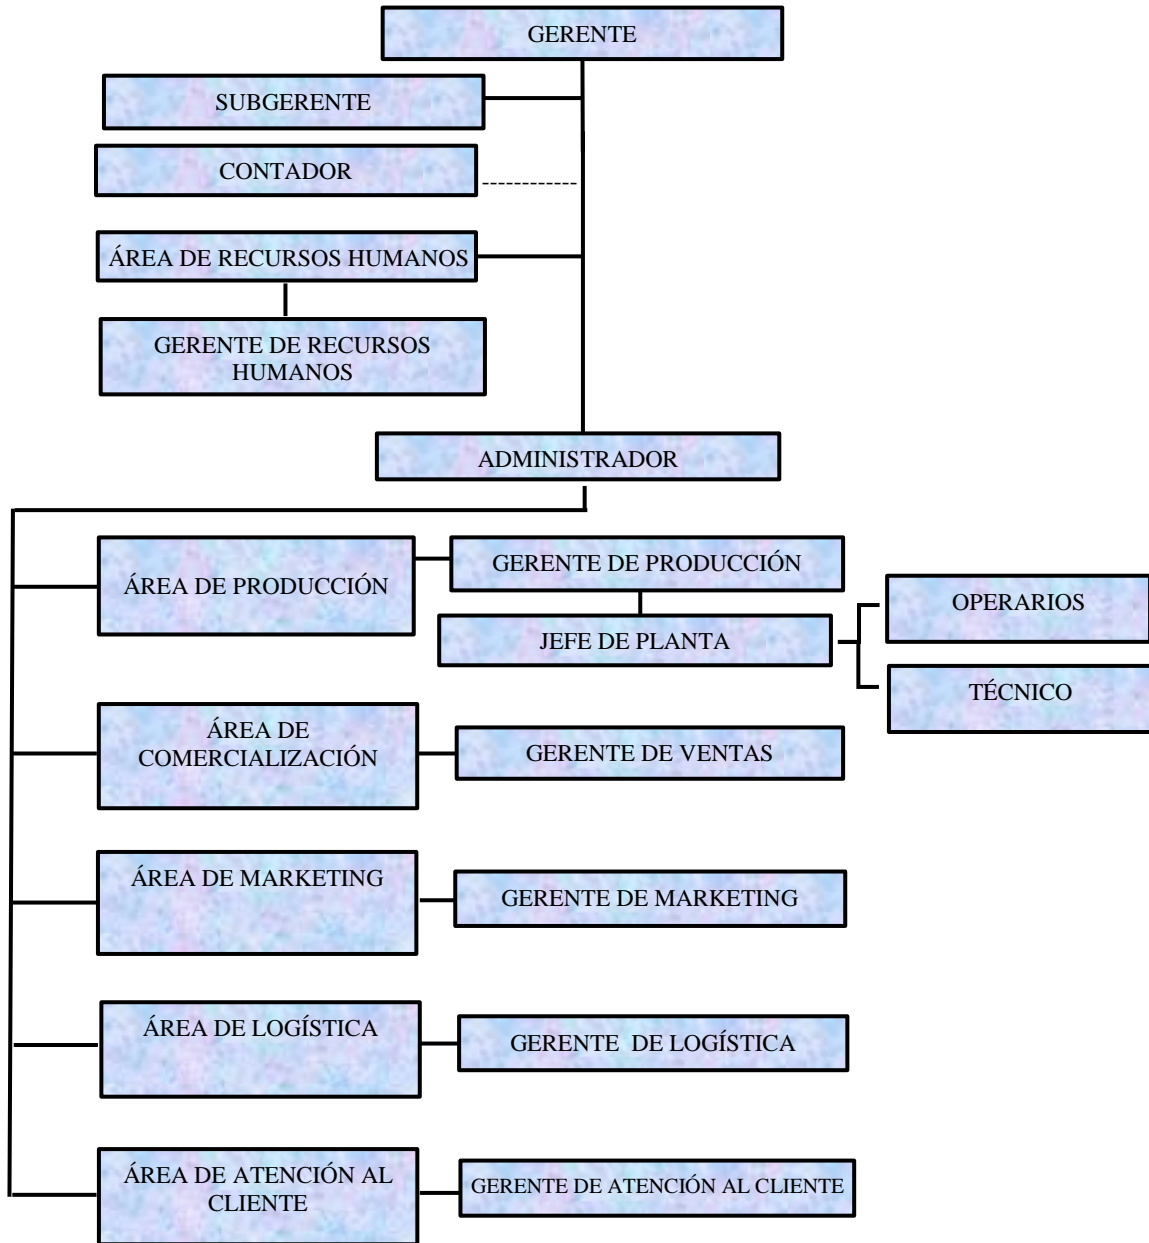 GERENTE
SUBGERENTE
CONTADOR
ÁREA DE RECURSOS HUMANOS
GERENTE DE RECURSOS
HUMANOS
ADMINISTRADOR
ÁREA DE PRODUCCIÓN
GERENTE DE PRODUCCIÓN
JEFE DE PLANTA
OPERARIOS
TÉCNICO
ÁREA DE
COMERCIALIZACIÓN
GERENTE DE VENTAS
ÁREA DE MARKETING
GERENTE DE MARKETING
ÁREA DE LOGÍSTICA
GERENTE DE LOGÍSTICA
ÁREA DE ATENCIÓN AL
CLIENTE
GERENTE DE ATENCIÓN AL CLIENTE